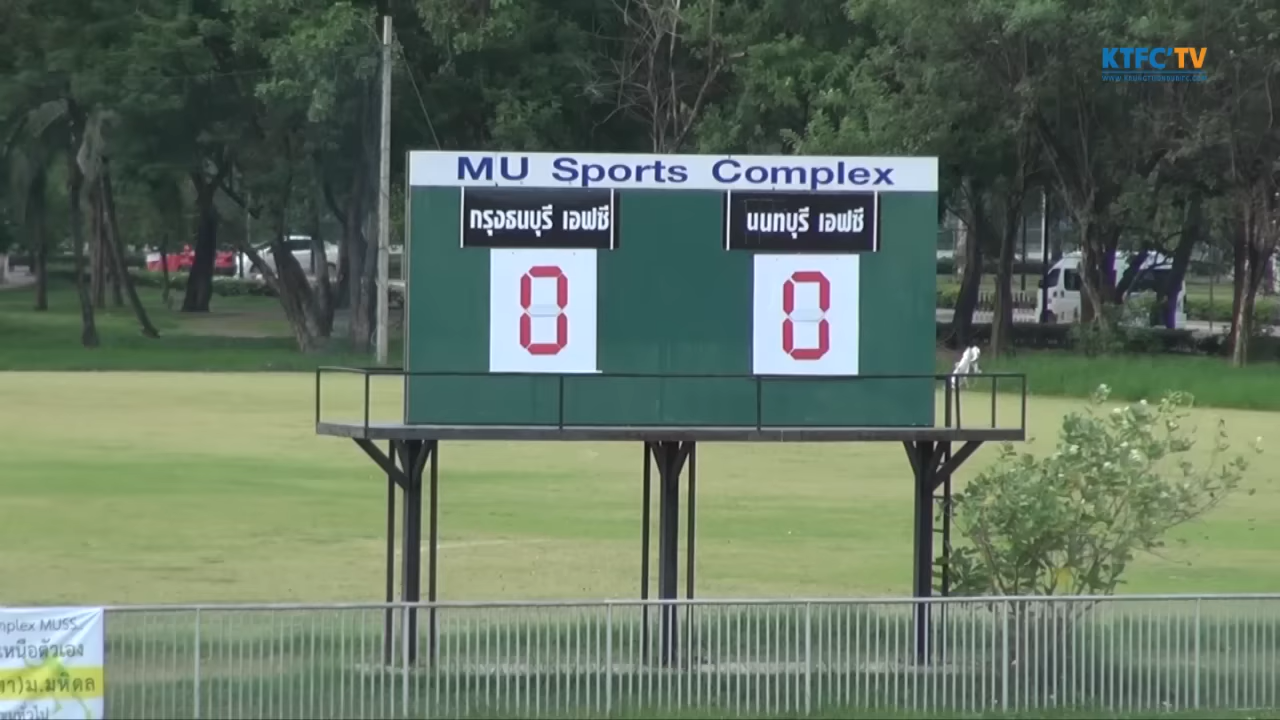 KTFC'TV
MU Sports Complex
กรุงธนบุรี เอฟซี
นนทบุรี เอฟซี
0
0
mplex MUSS.
เหนือตัวเอง
ทา)ม.มหิดล